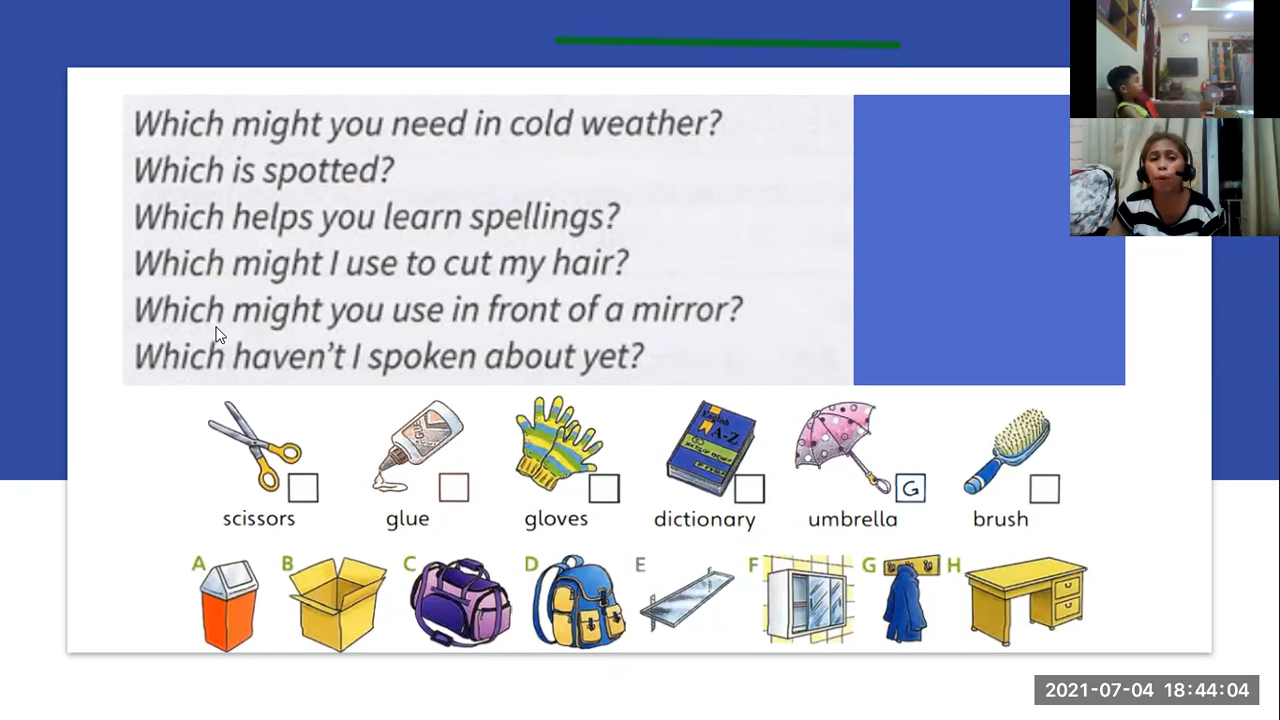 Which might you need in cold weather?
Which is spotted?
Which helps you learn spellings?
Which might I use to cut my hair?
Which might you use in front of a mirror?
Which haven't I spoken about yet?
English
A-Z
G
scissors
glue
gloves
dictionary
umbrella
brush
A
B
C
D
E
F
G
H
2021-07-04 18:44:04